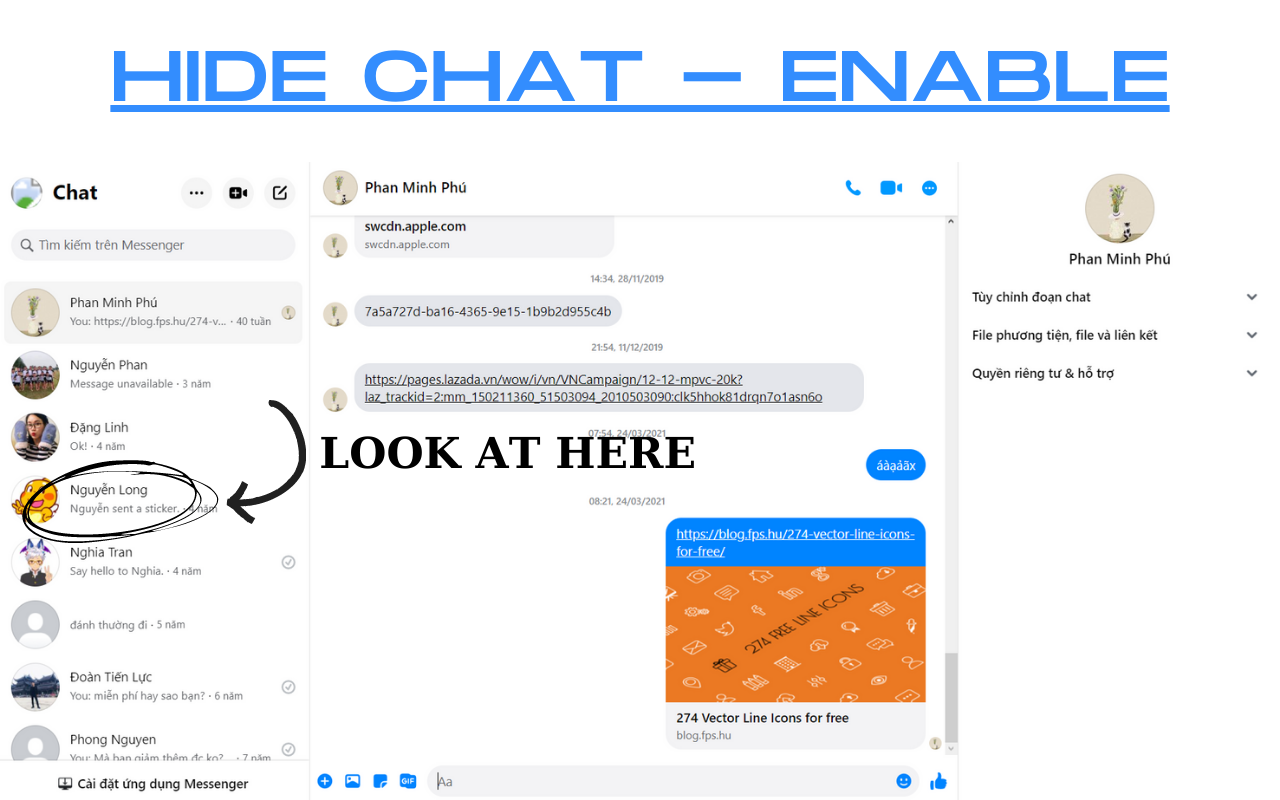 HIDE CHAT - ENABLE
Chat
Tìm kiếm trên Messenger
Phan Minh Phú
You: https://blog.fps.hu/274-v... · 40 tuần
Nguyễn Phan
Message unavailable · 3 năm
Đặng Linh
Ok! · 4 năm
Nguyễn Long
Nguyễn sent a sticker. · 4 năm
Nghia Tran
Say hello to Nghia. · 4 năm
đánh thường đi · 5 năm
Đoàn Tiến Lực
You: miễn phí hay sao bạn? · 6 năm
Phong Nguyen
You: Mà bạn giảm thêm đc ko? ... · 7 năm
Cài đặt ứng dụng Messenger
Phan Minh Phú
swcdn.apple.com
swcdn.apple.com
14:34, 28/11/2019
7a5a727d-ba16-4365-9e15-1b9b2d955c4b
21:54, 11/12/2019
https://pages.lazada.vn/wow/i/vn/VNCampaign/12-12-mpvc-20k?
laz_trackid=2:mm_150211360_51503094_2010503090:clk5hhok81drqn7o1asn6o
07:54, 24/03/2021
LOOK AT HERE
áàạảãx
08:21, 24/03/2021
https://blog.fps.hu/274-vector-line-icons-
for-free/
274 FREE LINE ICONS
274 Vector Line Icons for free
blog.fps.hu
GIF
Aa
Phan Minh Phú
Tùy chỉnh đoạn chat
File phương tiện, file và liên kết
Quyền riêng tư & hỗ trợ